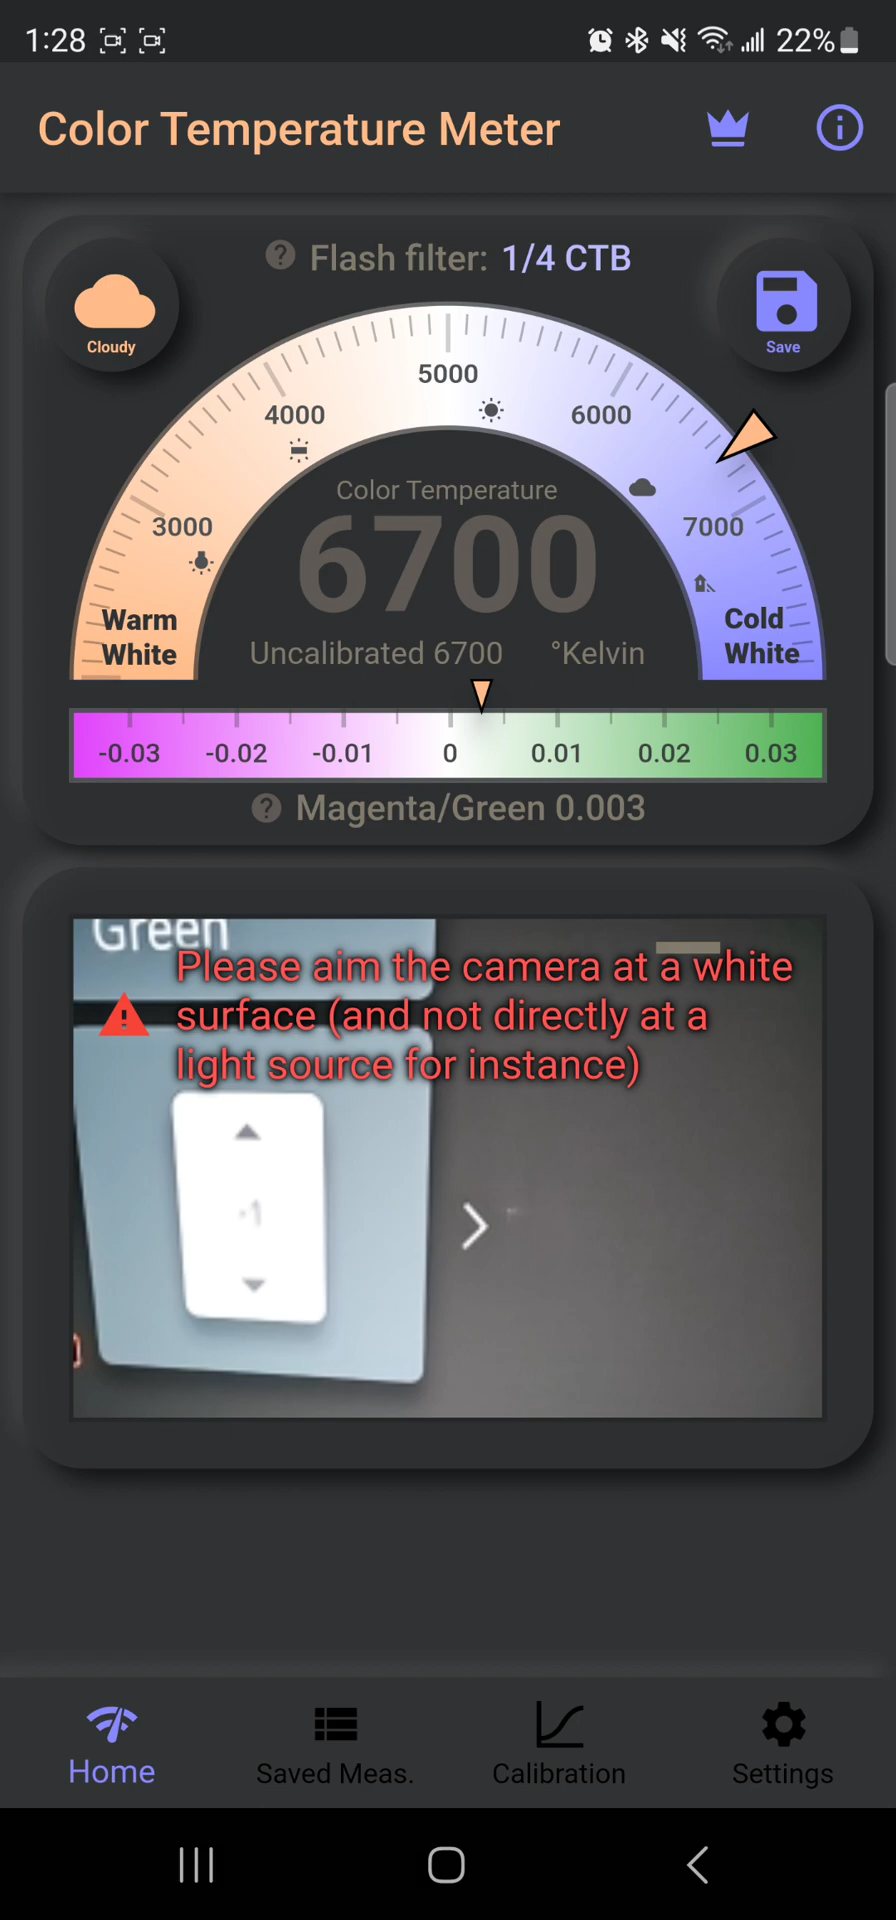 1:28
22%
Color Temperature Meter
Flash filter: 1/4 CTB
Cloudy
Save
5000
4000
6000
3000
7000
Color Temperature
6700
Warm
White
Cold
White
Uncalibrated 6700 °Kelvin
-0.03 -0.02 -0.01 0 0.01 0.02 0.03
Magenta/Green 0.003
Green
Please aim the camera at a white
surface (and not directly at a
light source for instance)
-1
Home
Saved Meas.
Calibration
Settings